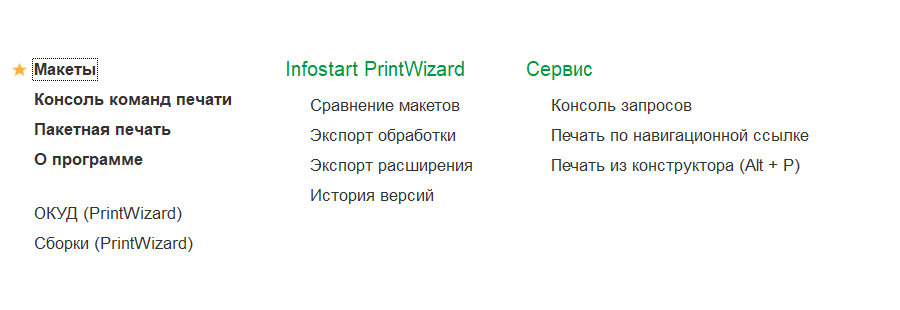 Макеты
Консоль команд печати
Пакетная печать
О программе
ОКУД (PrintWizard)
Сборки (PrintWizard)
Infostart PrintWizard
Сравнение макетов
Экспорт обработки
Экспорт расширения
История версий
Сервис
Консоль запросов
Печать по навигационной ссылке
Печать из конструктора (Alt + P)